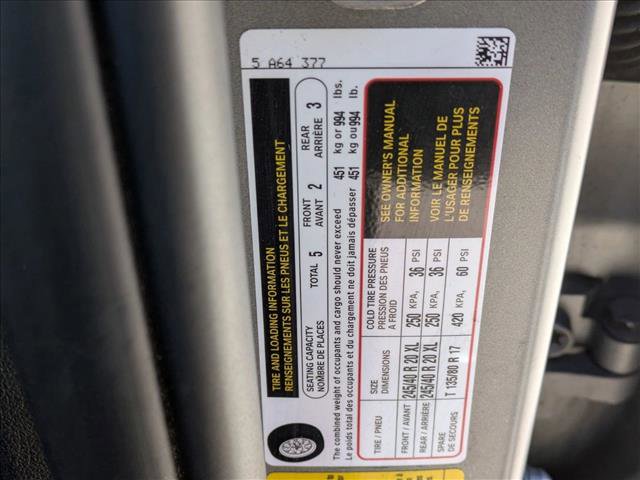 5 A64 377
TIRE AND LOADING INFORMATION
RENSEIGNEMENTS SUR LES PNEUS ET LE CHARGEMENT
SEATING CAPACITY TOTAL 5 FRONT 2 REAR 3
NOMBRE DE PLACES AVANT ARRIÈRE
The combined weight of occupants and cargo should never exceed 451 kg or 994 lbs.
Le poids total des occupants et du chargement ne doit jamais dépasser 451 kg ou 994 lb.
TIRE / PNEU SIZE DIMENSIONS COLD TIRE PRESSURE PRESSION DES PNEUS A FROID
FRONT / AVANT 245/40 R 20 XL 250 KPA, 36 PSI
REAR / ARRIÈRE 245/40 R 20 XL 250 KPA, 36 PSI
SPARE DE SECOURS T 135/80 R 17 420 KPA, 60 PSI
SEE OWNER'S MANUAL
FOR ADDITIONAL
INFORMATION
VOIR LE MANUEL DE
L'USAGER POUR PLUS
DE RENSEIGNEMENTS